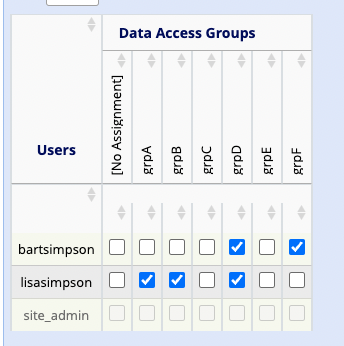 Data Access Groups
Users
[No Assignment]
grpA
grpB
grpC
grpD
grpE
grpF
bartsimpson
lisasimpson
site_admin